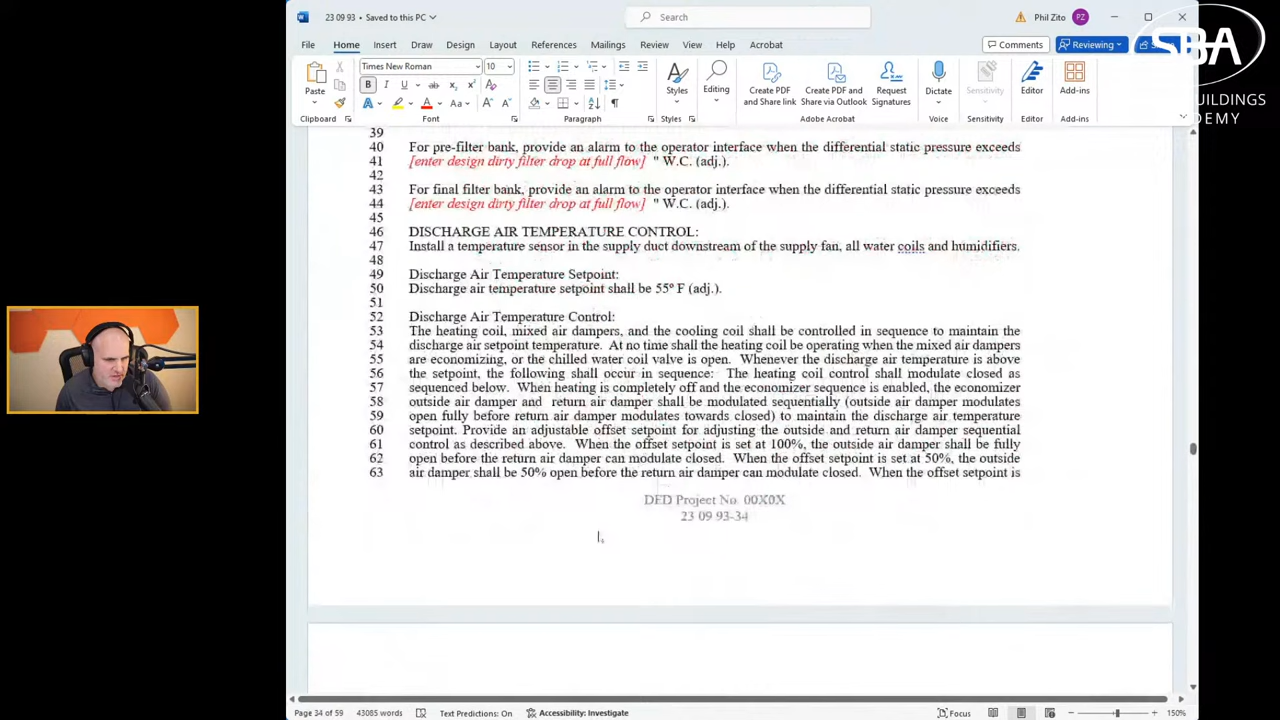 23 09 93 • Saved to this PC
Search
Phil Zito
PZ
File Home Insert Draw Design Layout References Mailings Review View Help Acrobat
Comments
Reviewing
SBA
BUILDINGS
DEMY
Paste
Clipboard
Times New Roman
10
Font
Paragraph
Styles
Styles
Editing
Create PDF and Share link
Create PDF and Share via Outlook
Request Signatures
Adobe Acrobat
Dictate
Voice
Sensitivity
Sensitivity
Editor
Editor
Add-ins
Add-ins
39
40 For pre-filter bank, provide an alarm to the operator interface when the differential static pressure exceeds
41 [enter design dirty filter drop at full flow] " W.C. (adj.).
42
43 For final filter bank, provide an alarm to the operator interface when the differential static pressure exceeds
44 [enter design dirty filter drop at full flow] " W.C. (adj.).
45
46 DISCHARGE AIR TEMPERATURE CONTROL:
47 Install a temperature sensor in the supply duct downstream of the supply fan, all water coils and humidifiers.
48
49 Discharge Air Temperature Setpoint:
50 Discharge air temperature setpoint shall be 55º F (adj.).
51
52 Discharge Air Temperature Control:
53 The heating coil, mixed air dampers, and the cooling coil shall be controlled in sequence to maintain the
54 discharge air setpoint temperature. At no time shall the heating coil be operating when the mixed air dampers
55 are economizing, or the chilled water coil valve is open. Whenever the discharge air temperature is above
56 the setpoint, the following shall occur in sequence: The heating coil control shall modulate closed as
57 sequenced below. When heating is completely off and the economizer sequence is enabled, the economizer
58 outside air damper and return air damper shall be modulated sequentially (outside air damper modulates
59 open fully before return air damper modulates towards closed) to maintain the discharge air temperature
60 setpoint. Provide an adjustable offset setpoint for adjusting the outside and return air damper sequential
61 control as described above. When the offset setpoint is set at 100%, the outside air damper shall be fully
62 open before the return air damper can modulate closed. When the offset setpoint is set at 50%, the outside
63 air damper shall be 50% open before the return air damper can modulate closed. When the offset setpoint is
DED Project No. 00X0X
23 09 93-34
Page 34 of 59 43085 words Text Predictions: On Accessibility: Investigate
Focus
150%